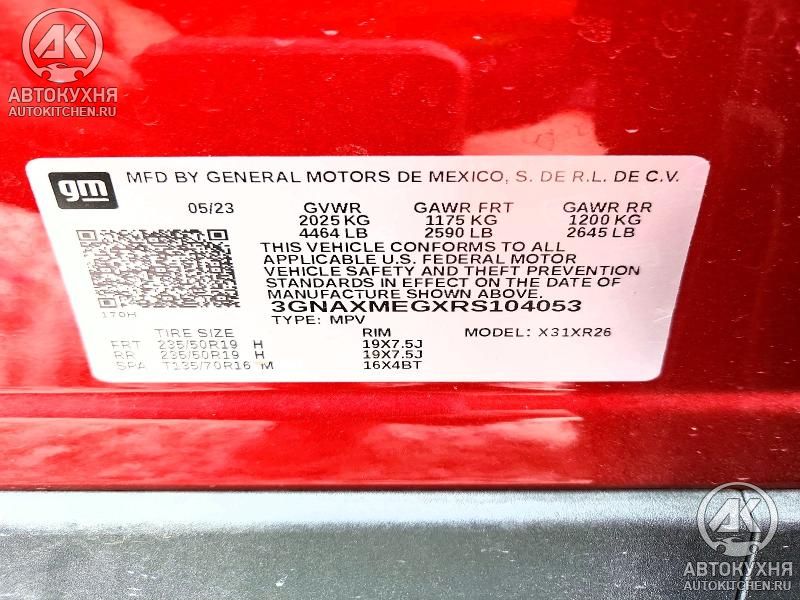 AK
АВТОКУХНЯ
AUTOKITCHEN.RU
gm MFD BY GENERAL MOTORS DE MEXICO, S. DE R.L. DE C.V.
05/23 GVWR GAWR FRT GAWR RR
2025 KG 1175 KG 1200 KG
4464 LB 2590 LB 2645 LB
THIS VEHICLE CONFORMS TO ALL
APPLICABLE U.S. FEDERAL MOTOR
VEHICLE SAFETY AND THEFT PREVENTION
STANDARDS IN EFFECT ON THE DATE OF
MANUFACTURE SHOWN ABOVE.
170H 3GNAXMEGXRS104053
TYPE: MPV MODEL: X31XR26
TIRE SIZE RIM
FRT 235/50R19 H 19X7.5J
RR 235/50R19 H 19X7.5J
SPA T135/70R16 M 16X4BT
AK
АВТОКУХНЯ
AUTOKITCHEN.RU